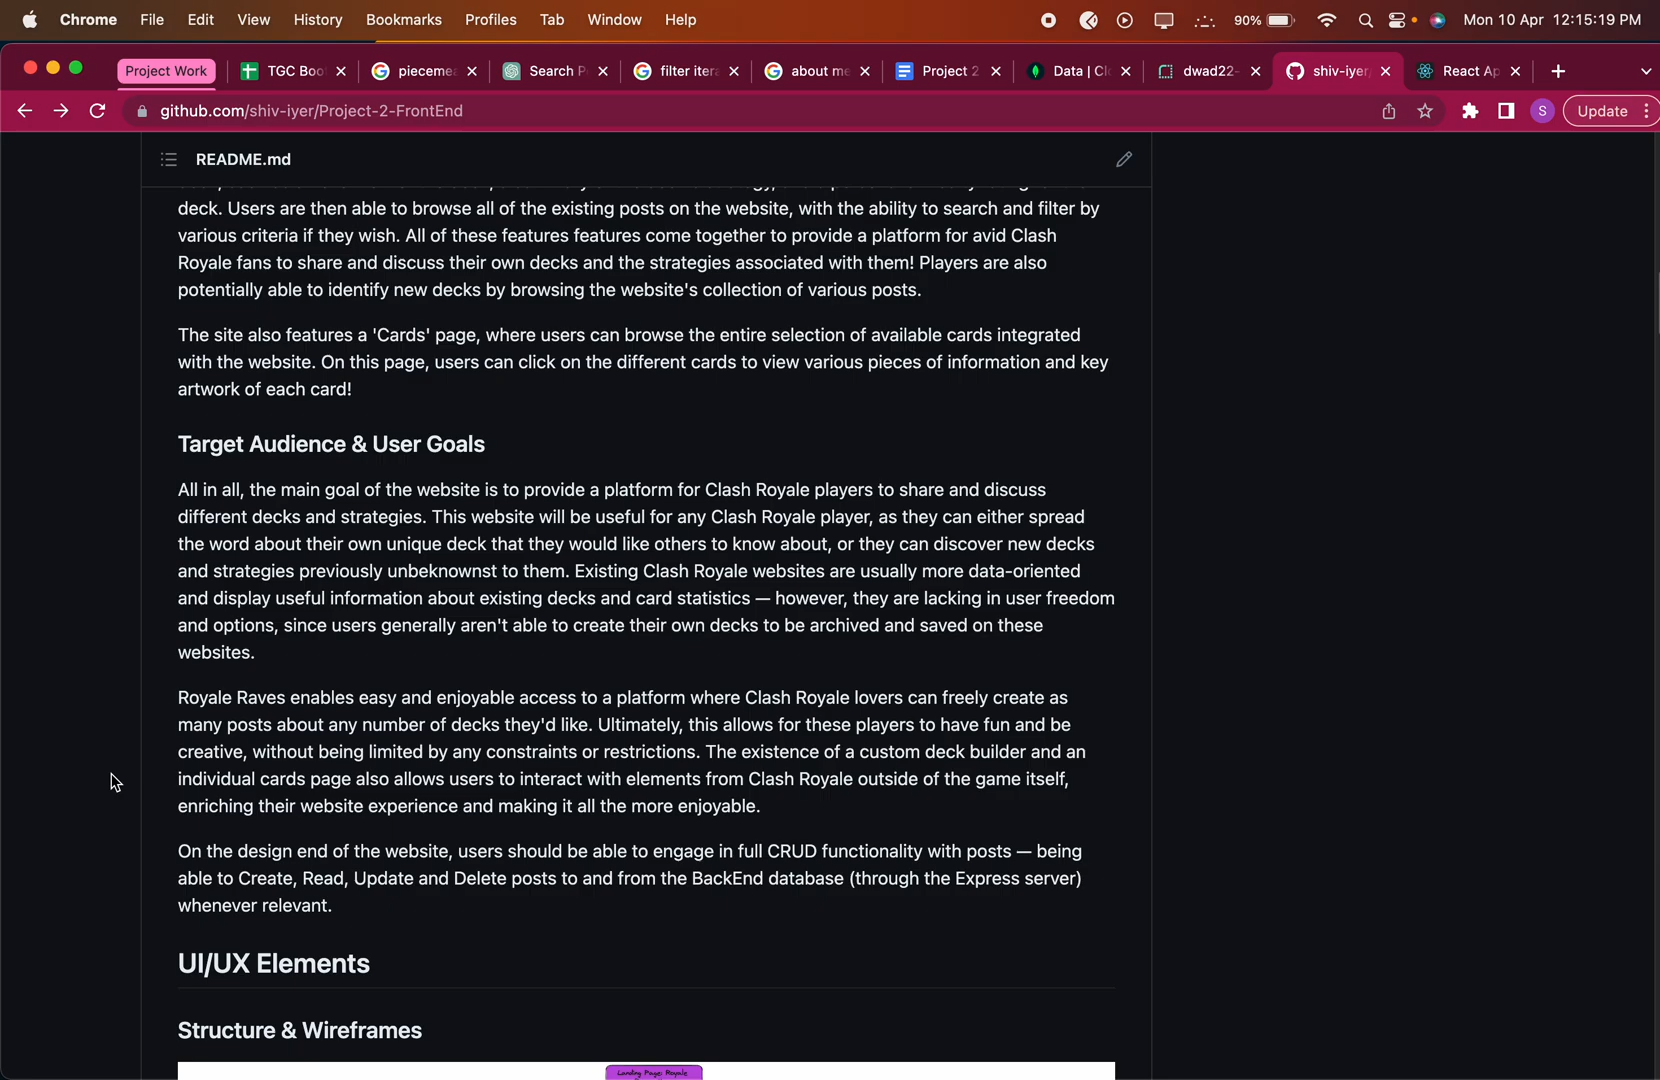 Chrome File Edit View History Bookmarks Profiles Tab Window Help 90% Mon 10 Apr 12:15:19 PM
Project Work TGC Boo piecemea Search P filter itera about me Project 2 Data | Clo dwad22- shiv-iyer/ React Ap
github.com/shiv-iyer/Project-2-FrontEnd S Update
README.md
deck. Users are then able to browse all of the existing posts on the website, with the ability to search and filter by
various criteria if they wish. All of these features features come together to provide a platform for avid Clash
Royale fans to share and discuss their own decks and the strategies associated with them! Players are also
potentially able to identify new decks by browsing the website's collection of various posts.
The site also features a 'Cards' page, where users can browse the entire selection of available cards integrated
with the website. On this page, users can click on the different cards to view various pieces of information and key
artwork of each card!
Target Audience & User Goals
All in all, the main goal of the website is to provide a platform for Clash Royale players to share and discuss
different decks and strategies. This website will be useful for any Clash Royale player, as they can either spread
the word about their own unique deck that they would like others to know about, or they can discover new decks
and strategies previously unbeknownst to them. Existing Clash Royale websites are usually more data-oriented
and display useful information about existing decks and card statistics — however, they are lacking in user freedom
and options, since users generally aren't able to create their own decks to be archived and saved on these
websites.
Royale Raves enables easy and enjoyable access to a platform where Clash Royale lovers can freely create as
many posts about any number of decks they'd like. Ultimately, this allows for these players to have fun and be
creative, without being limited by any constraints or restrictions. The existence of a custom deck builder and an
individual cards page also allows users to interact with elements from Clash Royale outside of the game itself,
enriching their website experience and making it all the more enjoyable.
On the design end of the website, users should be able to engage in full CRUD functionality with posts — being
able to Create, Read, Update and Delete posts to and from the BackEnd database (through the Express server)
whenever relevant.
UI/UX Elements
Structure & Wireframes
Landing Page: Royale